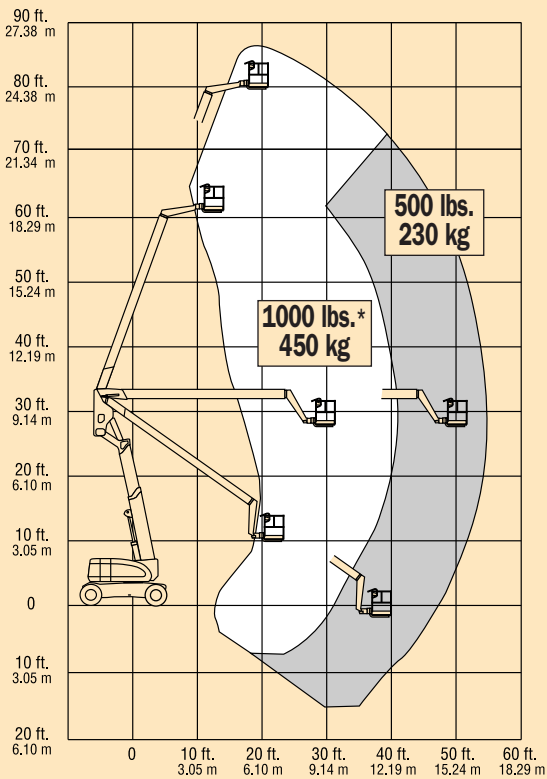 90 ft.
27.38 m
80 ft.
24.38 m
70 ft.
21.34 m
60 ft.
18.29 m
500 lbs.
230 kg
50 ft.
15.24 m
1000 lbs.*
450 kg
40 ft.
12.19 m
30 ft.
9.14 m
20 ft.
6.10 m
10 ft.
3.05 m
0
10 ft.
3.05 m
20 ft.
6.10 m
0
10 ft.
3.05 m
20 ft.
6.10 m
30 ft.
9.14 m
40 ft.
12.19 m
50 ft.
15.24 m
60 ft.
18.29 m